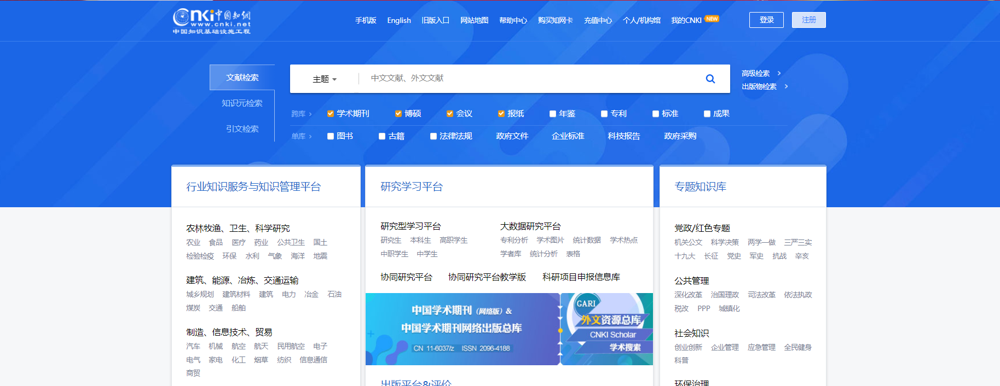 Cnki中国知网
www.cnki.net
中国知识基础设施工程
手机版 English 旧版入口 网站地图 帮助中心 购买知网卡 充值中心 个人/机构馆 我的CNKI NEW 登录 注册
文献检索
知识元检索
引文检索
主题 中文文献、外文文献
高级检索 >
出版物检索 >
跨库 > 学术期刊 博硕 会议 报纸 年鉴 专利 标准 成果
单库 > 图书 古籍 法律法规 政府文件 企业标准 科技报告 政府采购
行业知识服务与知识管理平台
农林牧渔、卫生、科学研究
农业 食品 医疗 药业 公共卫生 国土
检验检疫 环保 水利 气象 海洋 地震
建筑、能源、冶炼、交通运输
城乡规划 建筑材料 建筑 电力 冶金 石油
煤炭 交通 船舶
制造、信息技术、贸易
汽车 机械 航空 航天 民用航空 电子
电气 家电 化工 烟草 纺织 信息通信
商贸
研究学习平台
研究型学习平台
研究生 本科生 高职学生
中职学生 中学生
大数据研究平台
专利分析 学术图片 统计数据 学术热点
学者库 统计分析 表格
协同研究平台 协同研究平台教学版 科研项目申报信息库
中国学术期刊（网络版）&
中国学术期刊网络出版总库
CN 11-6037/z ISSN 2096-4188
GARI
外文资源总库
CNKI Scholar
学术搜索
出版平台&评价
专题知识库
党政/红色专题
机关公文 科学决策 两学一做 三严三实
十九大 长征 党史 军史 抗战 辛亥
公共管理
深化改革 治国理政 司法改革 依法执政
税改 PPP 城镇化
社会知识
创业创新 企业管理 应急管理 全民健身
科普
环保治理